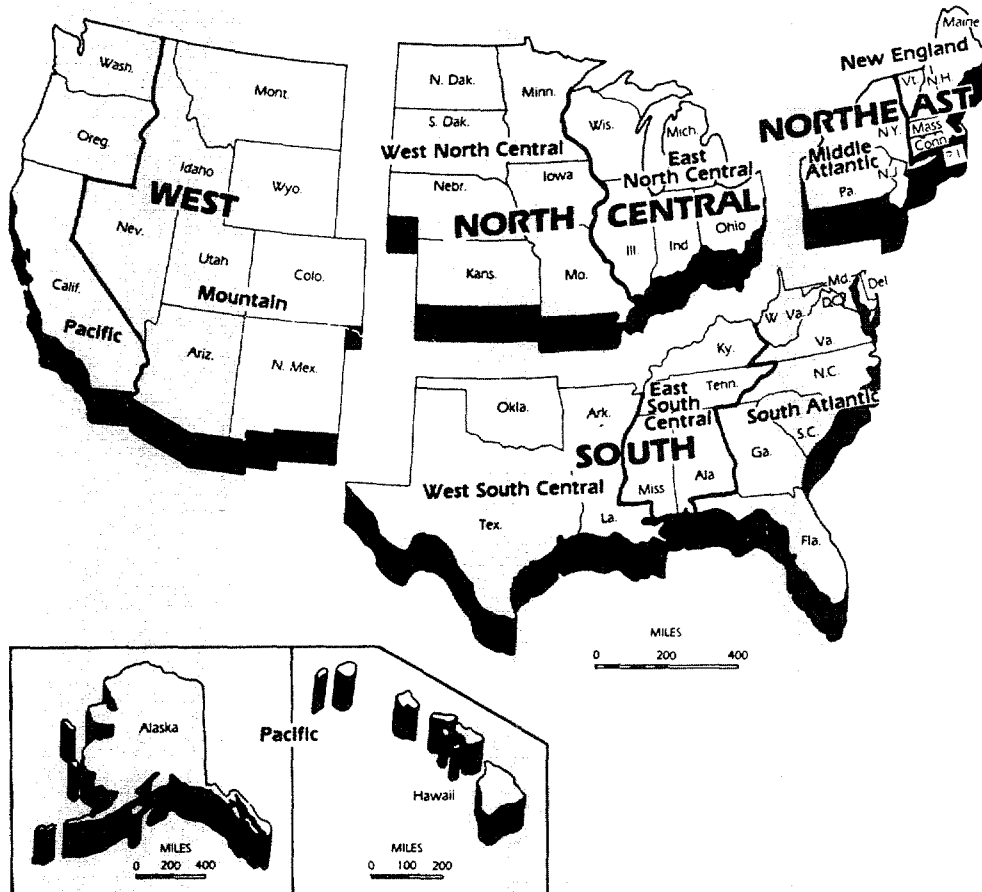 Wash.
Oreg.
Calif.
Pacific
Mont.
Idaho
Wyo.
WEST
Nev.
Utah
Colo.
Mountain
Ariz.
N. Mex.
N. Dak.
Minn.
S. Dak.
West North Central
Nebr.
Iowa
Kans.
Mo.
NORTH CENTRAL
Wis.
Mich.
East
North Central
Ill
Ind
Ohio
Maine
New England
Vt.
N.H.
NORTHEAST
N.Y.
Mass
Conn.
R.I.
Middle
Atlantic
N.J.
Pa.
Md.
Del
D.C.
W. Va.
Va
Ky.
N.C.
Tenn.
East
South
Central
South Atlantic
S.C.
Okla.
Ark.
SOUTH
Ga.
West South Central
Miss
Ala
Tex.
La.
Fla.
MILES
0 200 400
Alaska
Pacific
Hawaii
MILES
0 200 400
MILES
0 100 200